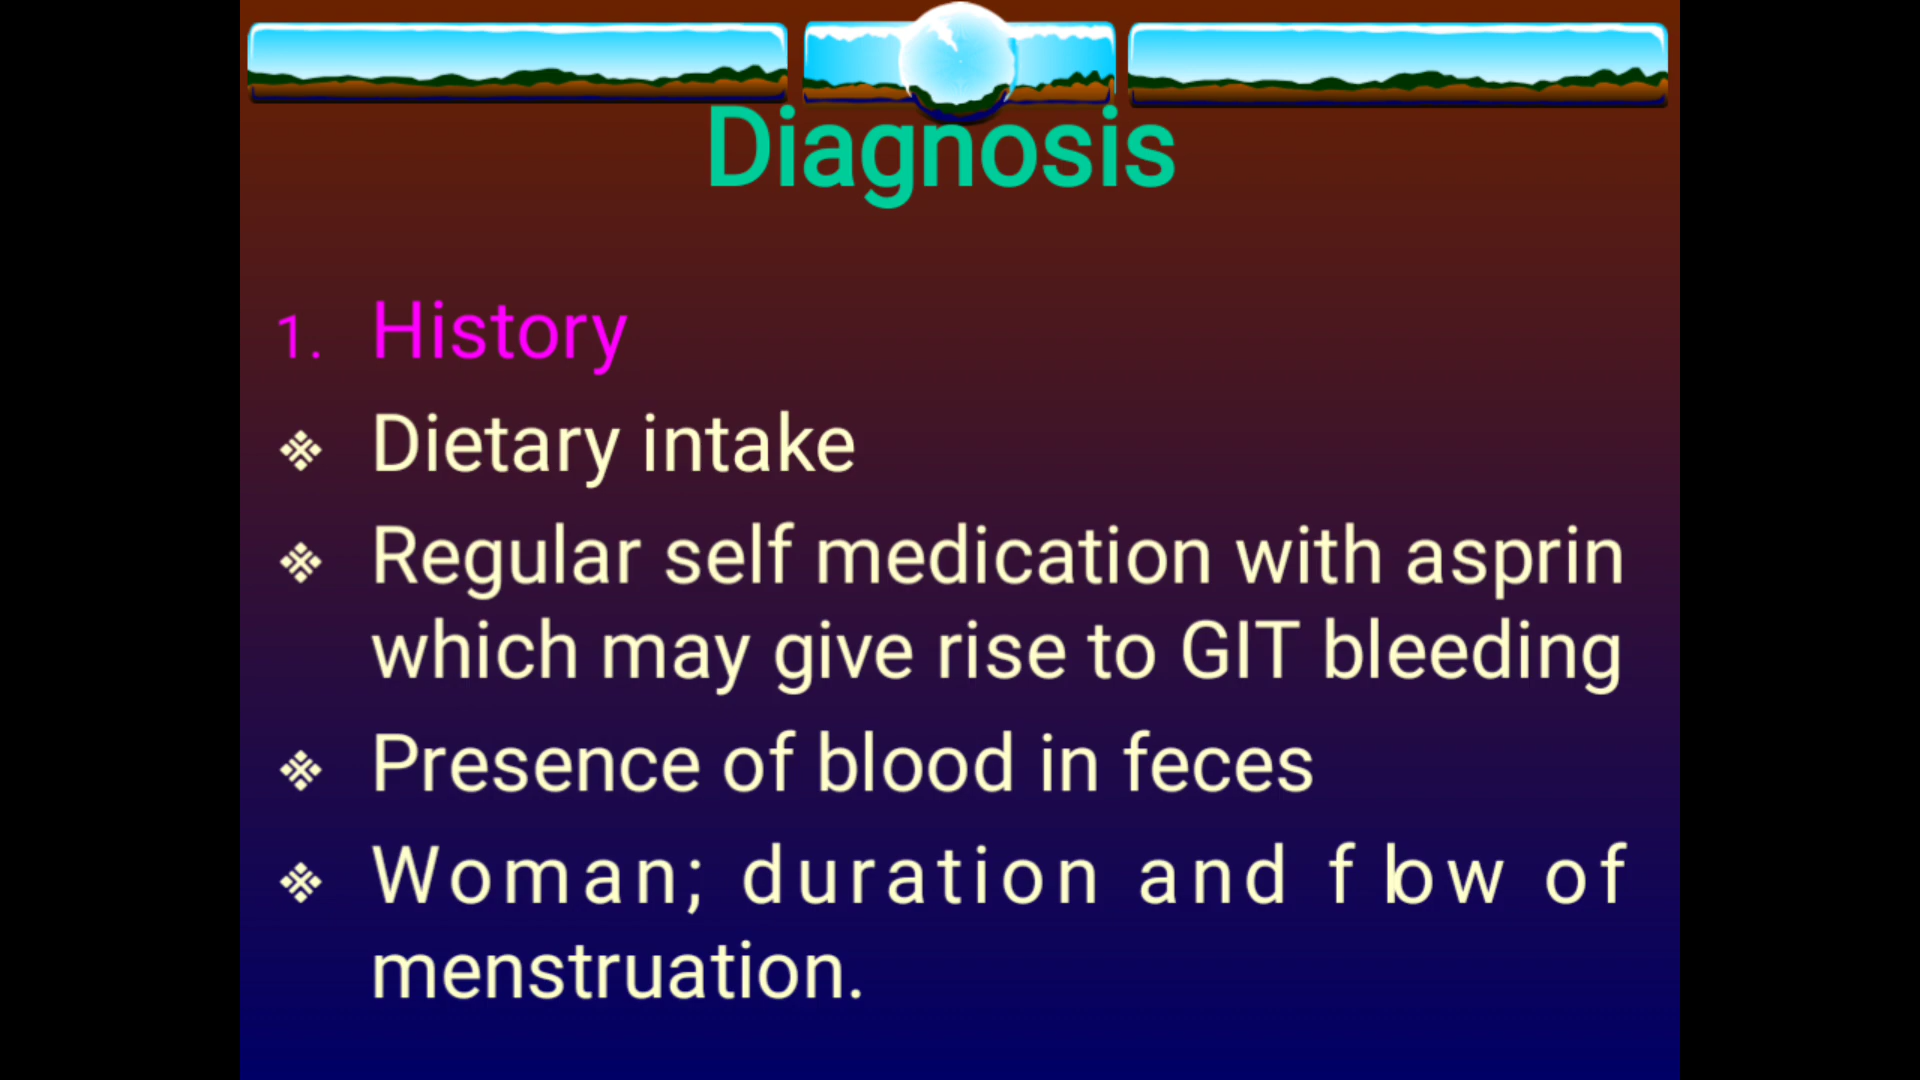 Diagnosis
1. History
❖ Dietary intake
❖ Regular self medication with asprin
which may give rise to GIT bleeding
❖ Presence of blood in feces
❖ Woman; duration and flow of
menstruation.